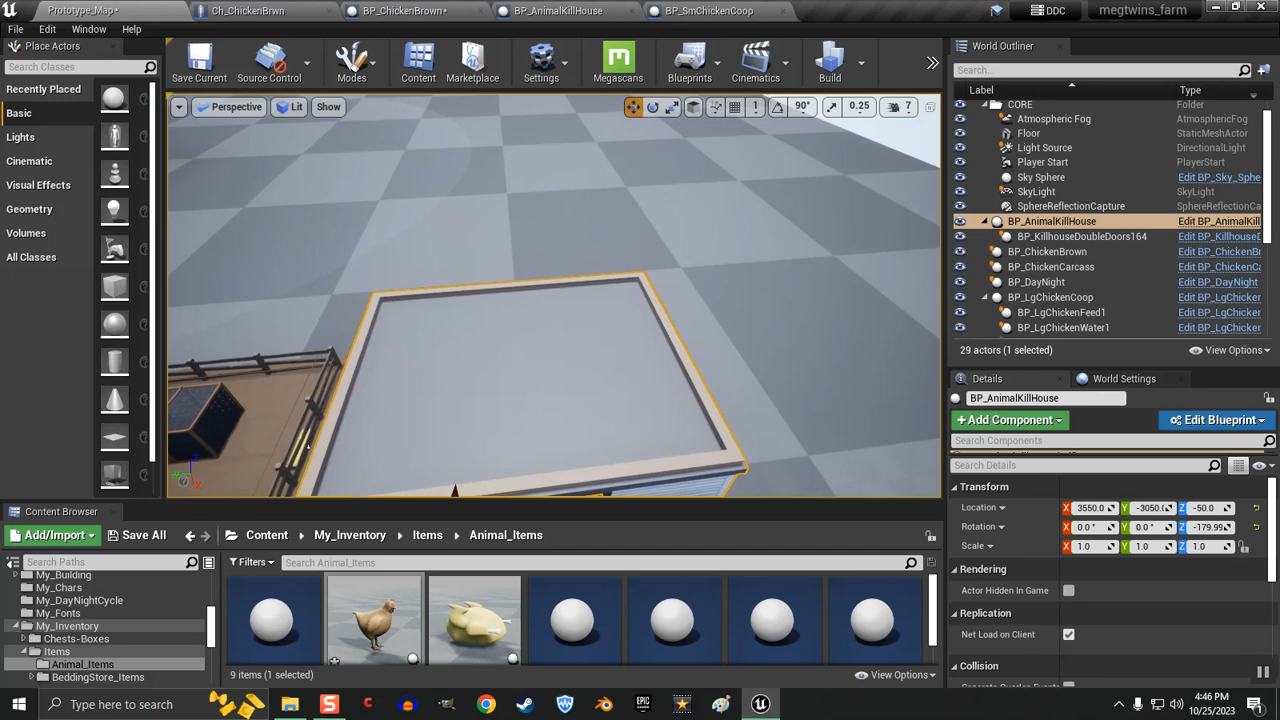 Prototype_Map*
Ch_ChickenBrwn
BP_ChickenBrown*
BP_AnimalKillHouse
BP_SmChickenCoop
DDC
megtwins_farm
File Edit Window Help
Place Actors
Search Classes
Recently Placed
Basic
Lights
Cinematic
Visual Effects
Geometry
Volumes
All Classes
Save Current
Source Control
Modes
Content
Marketplace
Settings
Megascans
Blueprints
Cinematics
Build
Perspective
Lit
Show
1
90°
0.25
7
World Outliner
Search...
Label
Type
CORE Folder
Atmospheric Fog AtmosphericFog
Floor StaticMeshActor
Light Source DirectionalLight
Player Start PlayerStart
Sky Sphere Edit BP_Sky_Sphe
SkyLight SkyLight
SphereReflectionCapture SphereReflectionC
BP_AnimalKillHouse Edit BP_AnimalKill
BP_KillhouseDoubleDoors164 Edit BP_KillhouseD
BP_ChickenBrown Edit BP_ChickenBr
BP_ChickenCarcass Edit BP_ChickenCa
BP_DayNight Edit BP_DayNight
BP_LgChickenCoop Edit BP_LgChicker
BP_LgChickenFeed1 Edit BP_LgChicker
BP_LgChickenWater1 Edit BP_LgChicker
29 actors (1 selected)
View Options
Details
World Settings
BP_AnimalKillHouse
+ Add Component
Edit Blueprint
Search Components
Search Details
Transform
Location X 3550.0 Y -3050.0 Z -50.0
Rotation X 0.0 ° Y 0.0 ° Z -179.99
Scale X 1.0 Y 1.0 Z 1.0
Rendering
Actor Hidden In Game
Replication
Net Load on Client
Collision
Content Browser
Add/Import
Save All
Content
My_Inventory
Items
Animal_Items
Search Paths
Filters
Search Animal_Items
My_Building
My_Chars
My_DayNightCycle
My_Fonts
My_Inventory
Chests-Boxes
Items
Animal_Items
BeddingStore_Items
9 items (1 selected)
View Options
Type here to search
4:46 PM
10/25/2023